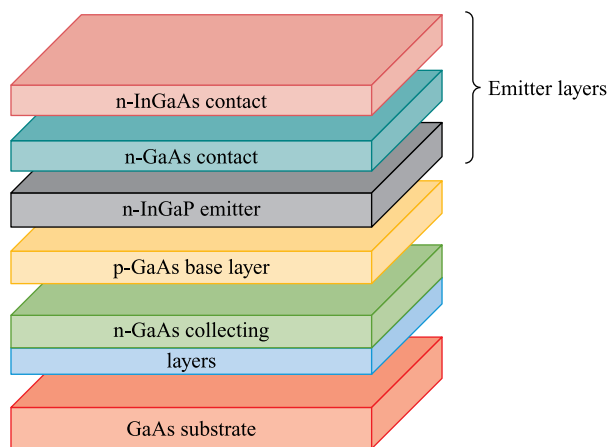 n-InGaAs contact
Emitter layers
n-GaAs contact
n-InGaP emitter
p-GaAs base layer
n-GaAs collecting
layers
GaAs substrate